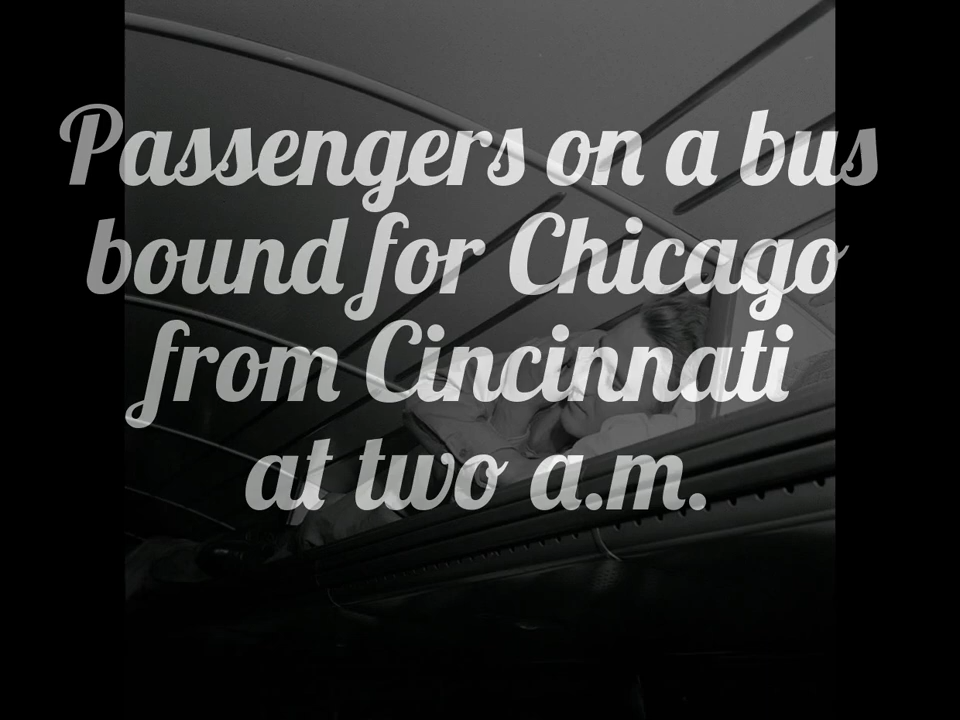 Passengers on a bus
bound for Chicago
from Cincinnati
at two a.m.